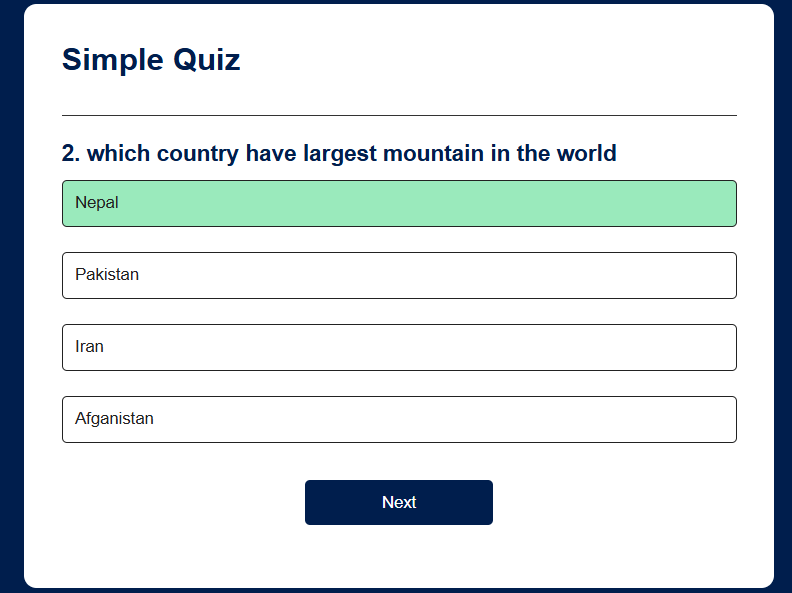 Simple Quiz
2. which country have largest mountain in the world
Nepal
Pakistan
Iran
Afganistan
Next